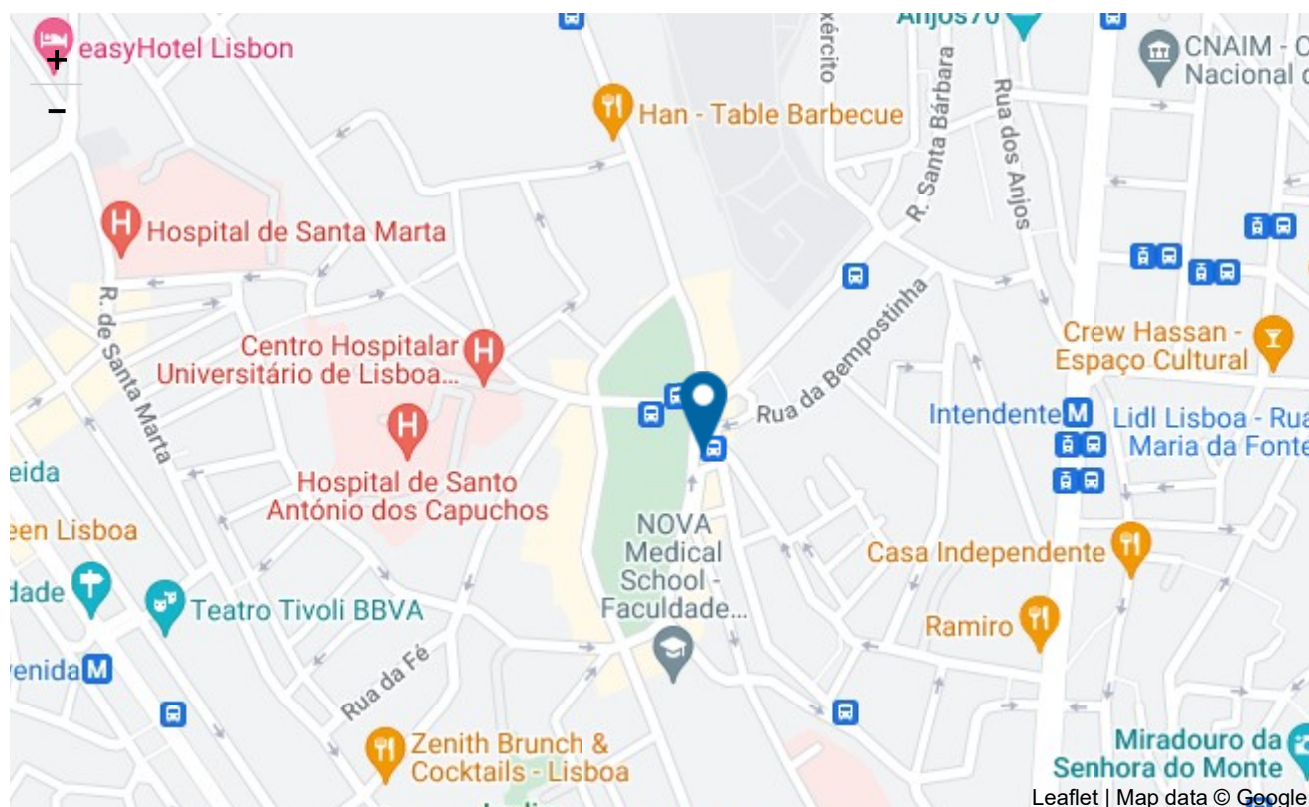 Anjos70
easyHotel Lisbon
+
−
xército
CNAIM - C
Nacional d
Han - Table Barbecue
R. Santa Bárbara
Rua dos Anjos
H
Hospital de Santa Marta
R. de Santa Marta
Centro Hospitalar
Universitário de Lisboa...
H
Rua da Bempostinha
Crew Hassan -
Espaço Cultural
Intendente M
Lidl Lisboa - Rua
Maria da Fonte
H
Hospital de Santo
António dos Capuchos
eida
een Lisboa
NOVA
Medical
School -
Faculdade...
Casa Independente
dade
Teatro Tivoli BBVA
Ramiro
venida M
Rua da Fé
Zenith Brunch &
Cocktails - Lisboa
Miradouro da
Senhora do Monte
Leaflet | Map data © Google